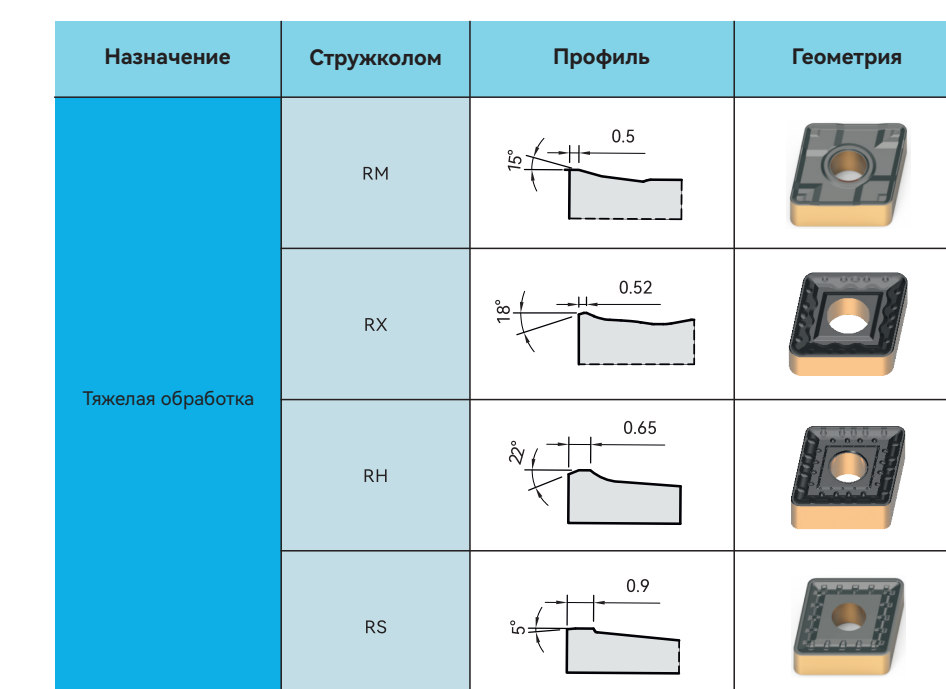 Назначение Стружколом Профиль Геометрия
Тяжелая обработка
RM
0.5
15°
RX
0.52
18°
RH
0.65
22°
RS
0.9
5°